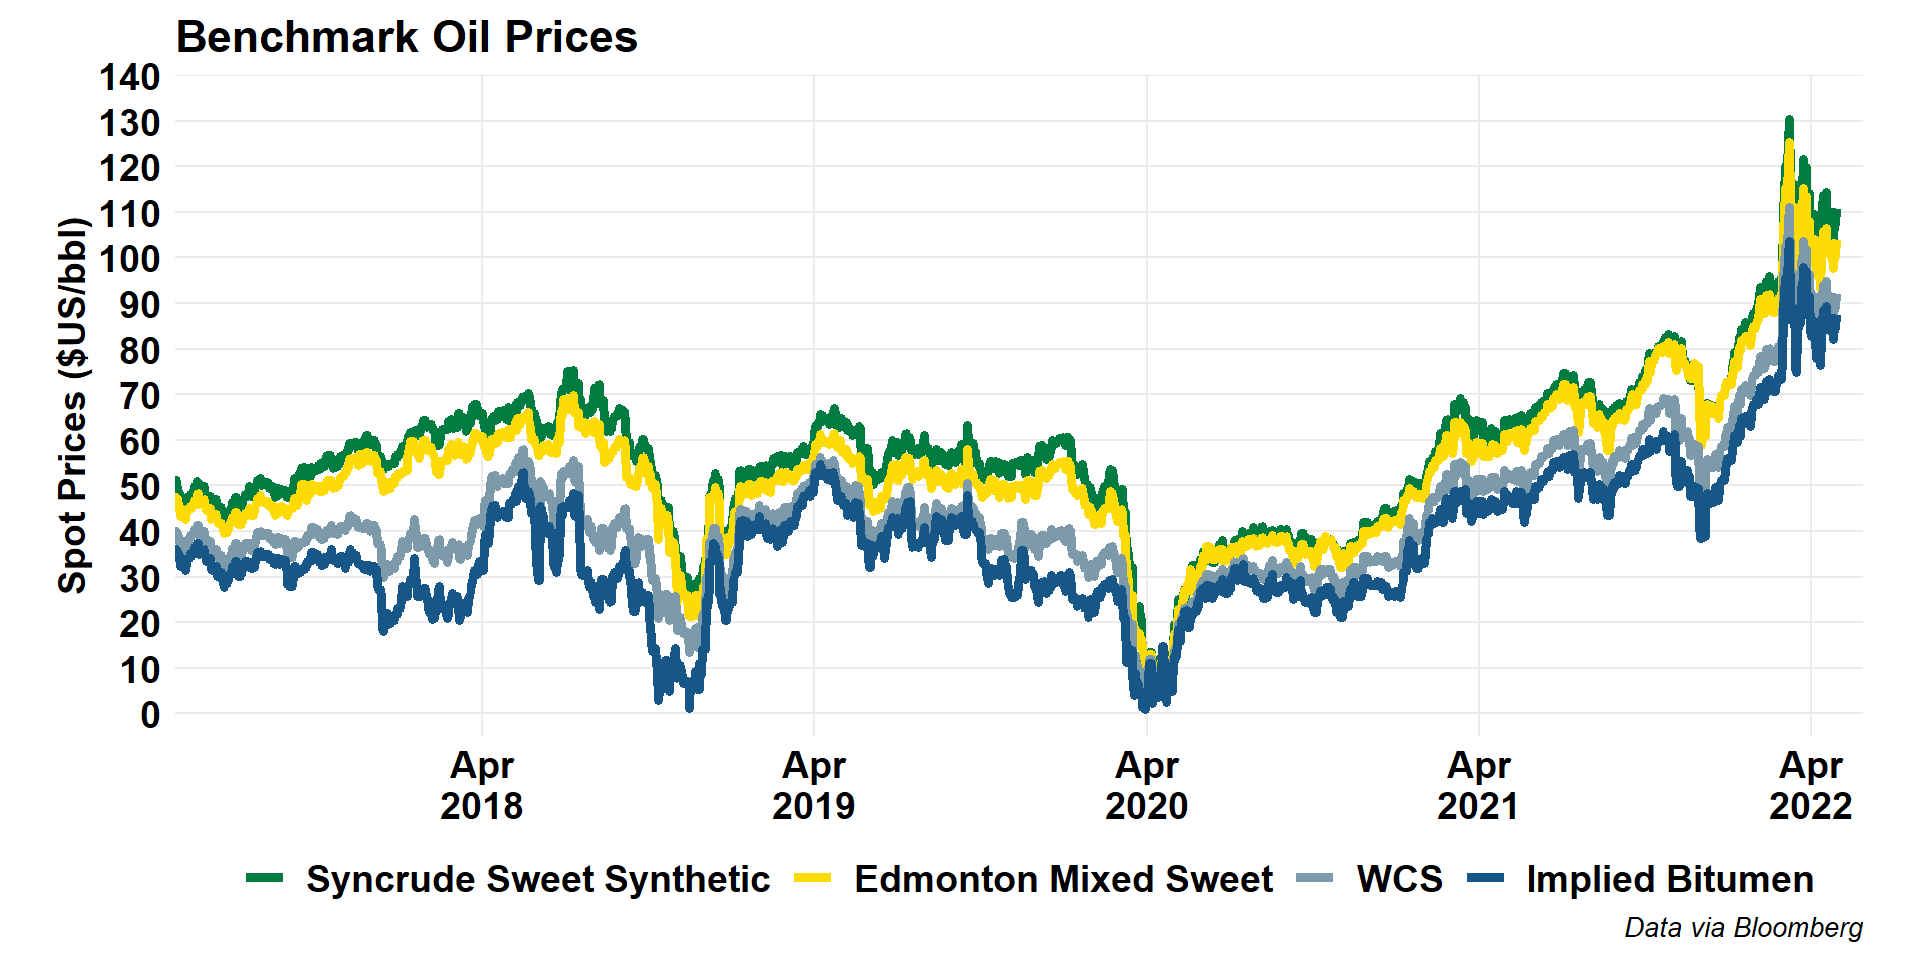 Benchmark Oil Prices
140
130
120
110
100
90
80
70
60
50
40
30
20
10
0
Spot Prices ($US/bbl)
Apr 2018
Apr 2019
Apr 2020
Apr 2021
Apr 2022
Syncrude Sweet Synthetic Edmonton Mixed Sweet WCS Implied Bitumen
Data via Bloomberg